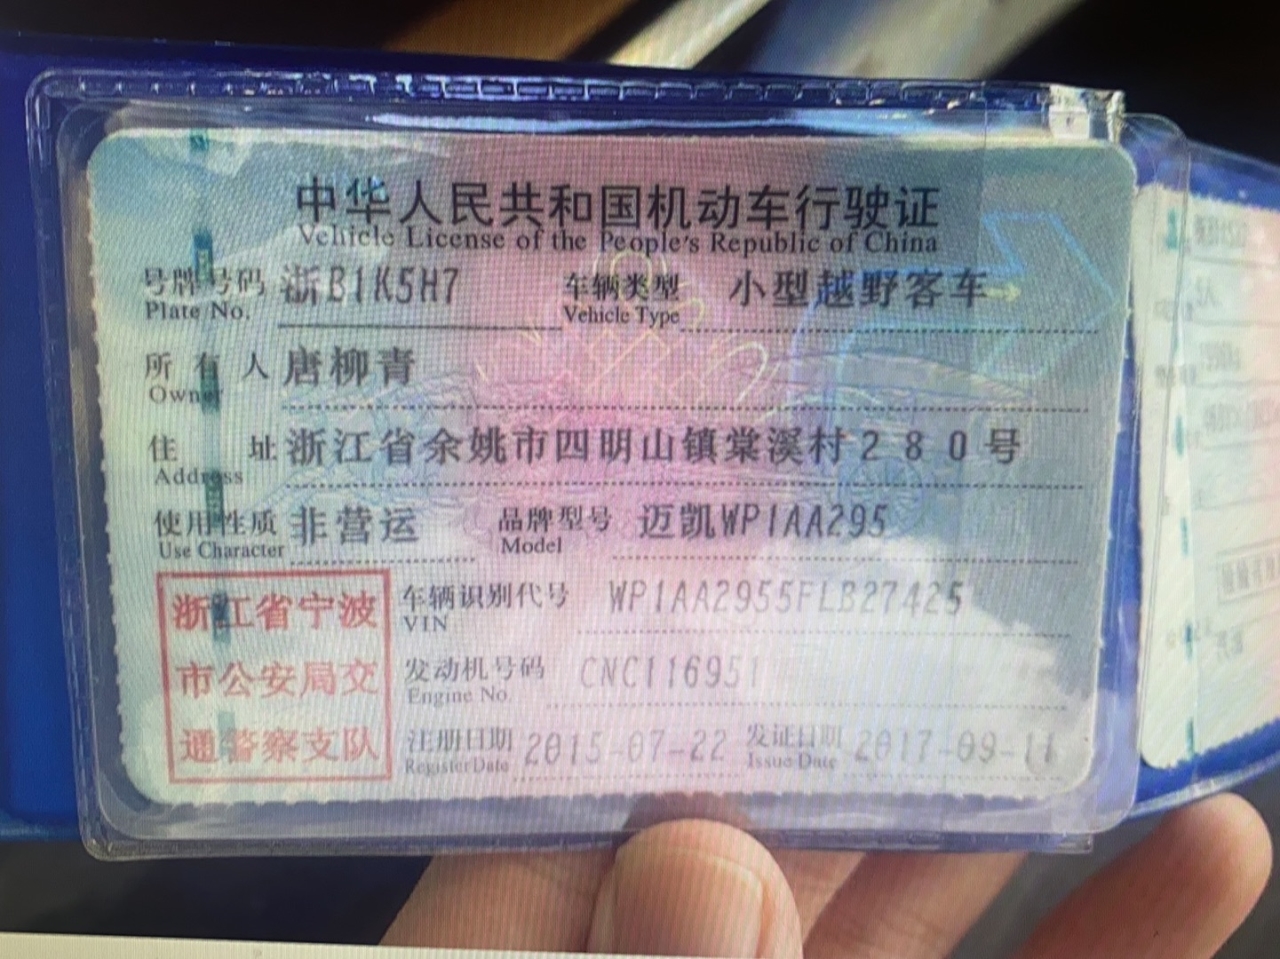 中华人民共和国机动车行驶证
Vehicle License of the People's Republic of China
号牌号码 浙B1K5H7 车辆类型 小型越野客车
Plate No. Vehicle Type
所有人 唐柳青
Owner
住址 浙江省余姚市四明山镇棠溪村280号
Address
使用性质 非营运 品牌型号 迈凯WP1AA295
Use Character Model
浙江省宁波
市公安局交
通警察支队
车辆识别代号 WP1AA2955FLB27425
VIN
发动机号码 CNC116951
Engine No.
注册日期 2015-07-22 发证日期 2017-09-11
Register Date Issue Date